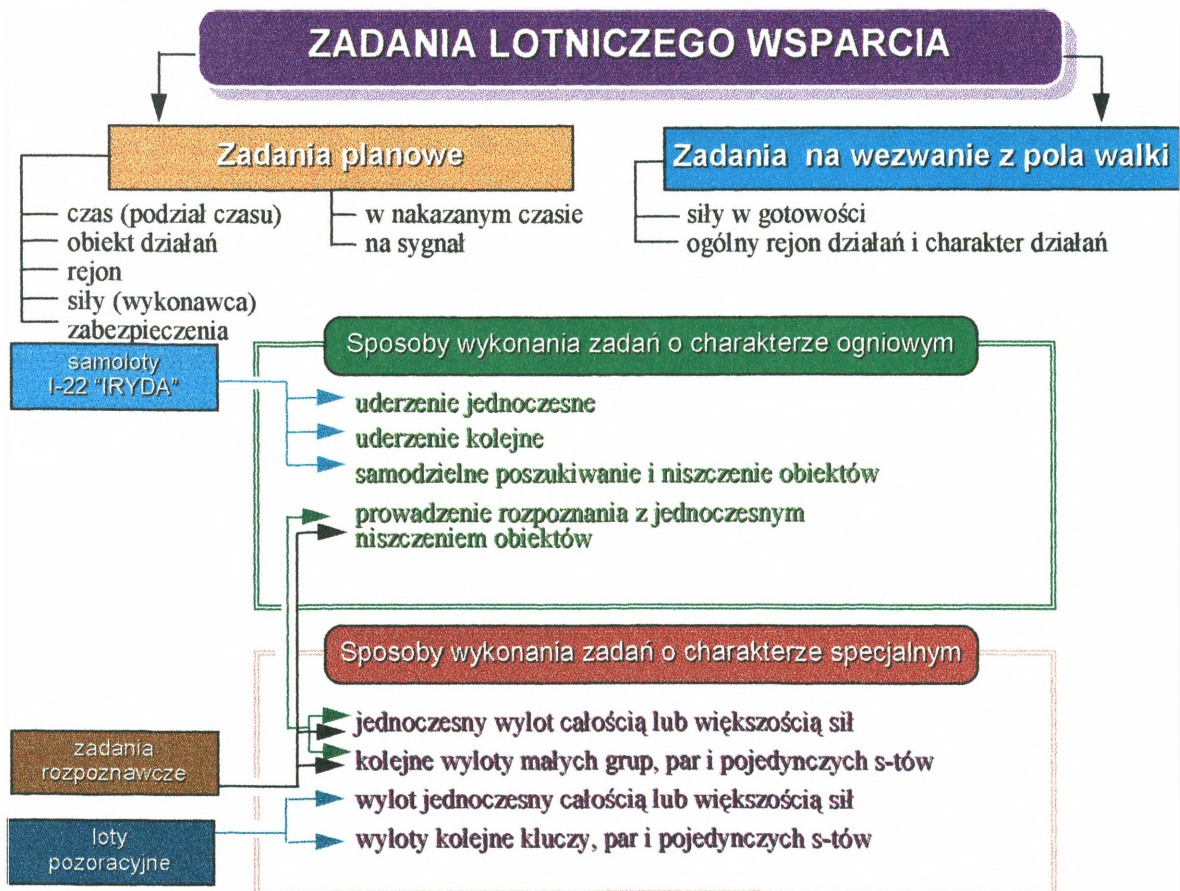 ZADANIA LOTNICZEGO WSPARCIA
Zadania planowe
czas (podział czasu)
obiekt działań
rejon
siły (wykonawca)
zabezpieczenia
w nakazanym czasie
na sygnał
Zadania na wezwanie z pola walki
siły w gotowości
ogólny rejon działań i charakter działań
samoloty
I-22 "IRYDA"
Sposoby wykonania zadań o charakterze ogniowym
uderzenie jednoczesne
uderzenie kolejne
samodzielne poszukiwanie i niszczenie obiektów
prowadzenie rozpoznania z jednoczesnym
niszczeniem obiektów
Sposoby wykonania zadań o charakterze specjalnym
zadania
rozpoznawcze
jednoczesny wylot całością lub większością sił
kolejne wyloty małych grup, par i pojedynczych s-tów
loty
pozoracyjne
wylot jednoczesny całością lub większością sił
wyloty kolejne kluczy, par i pojedynczych s-tów